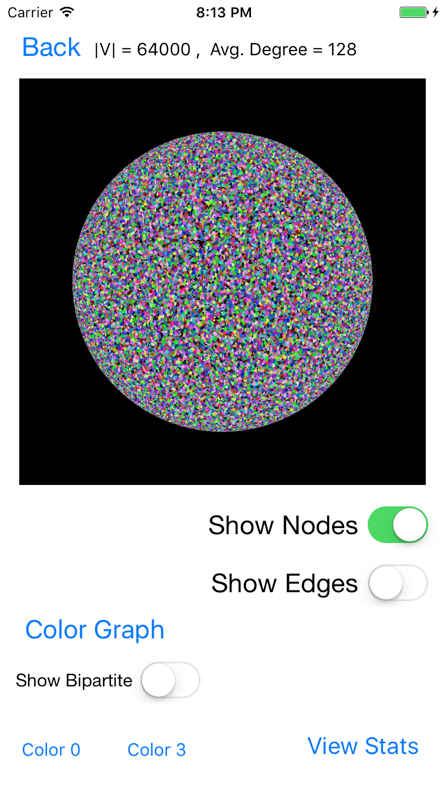 Carrier 8:13 PM
Back |V| = 64000 , Avg. Degree = 128
Show Nodes
Show Edges
Color Graph
Show Bipartite
Color 0 Color 3 View Stats